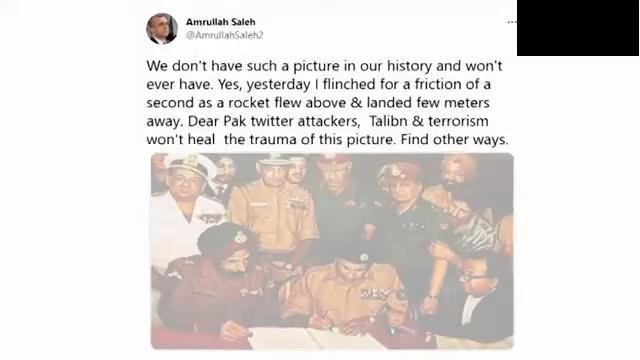 Amrullah Saleh
@AmrullahSaleh2
We don't have such a picture in our history and won't
ever have. Yes, yesterday I flinched for a friction of a
second as a rocket flew above & landed few meters
away. Dear Pak twitter attackers, Talibn & terrorism
won't heal the trauma of this picture. Find other ways.